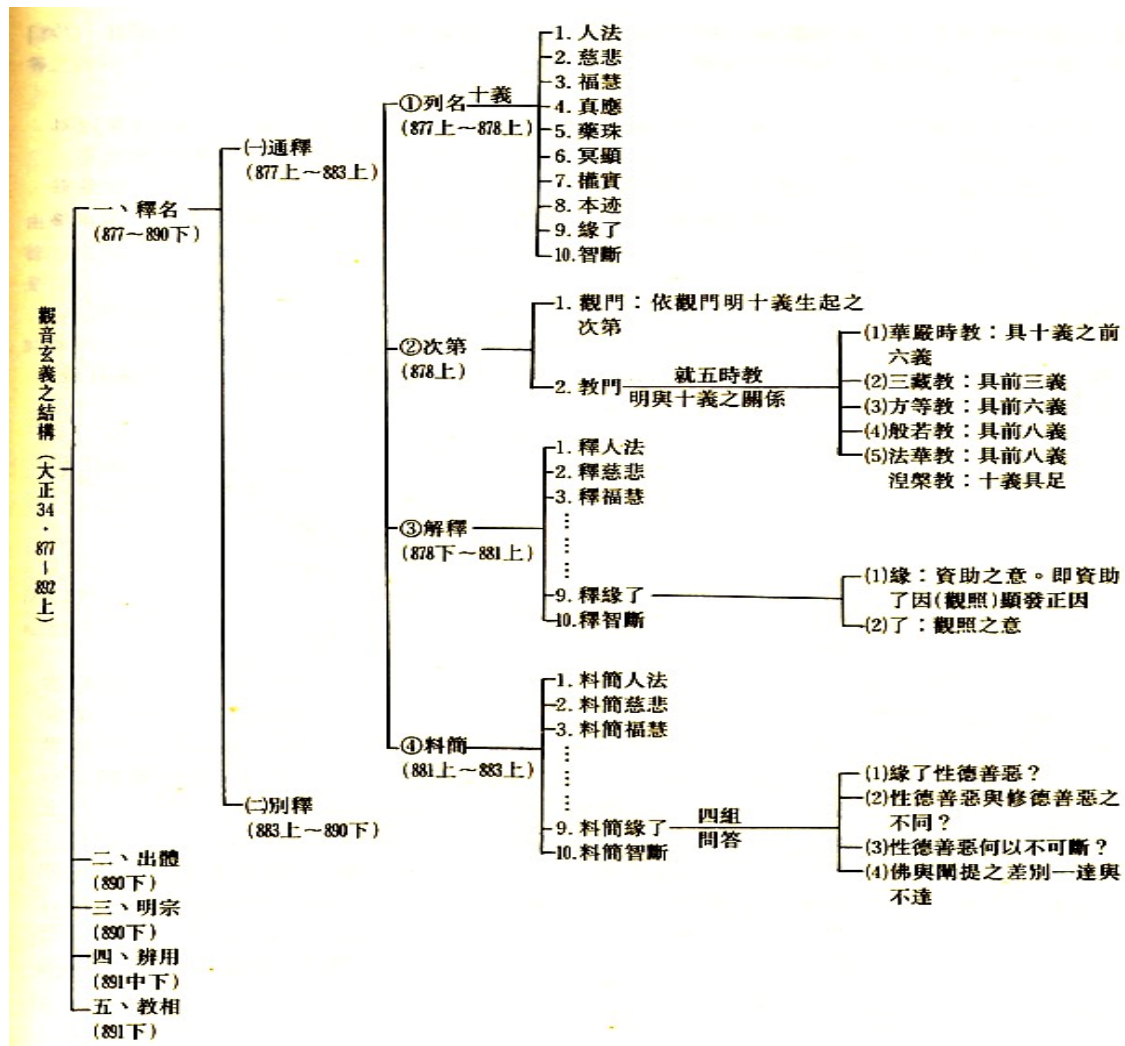 觀音玄義之結構(大正34·877~892上)
一、釋名
(877~890下)
㈠通釋
(877上~883上)
①列名
十義
(877上~878上)
1. 人法
2. 慈悲
3. 福慧
4. 真應
5. 藥珠
6. 冥顯
7. 權實
8. 本迹
9. 緣了
10. 智斷
②次第
(878上)
1. 觀門：依觀門明十義生起之
次第
2. 教門
就五時教
明與十義之關係
(1)華嚴時教：具十義之前
六義
(2)三藏教：具前三義
(3)方等教：具前六義
(4)般若教：具前八義
(5)法華教：具前八義
涅槃教：十義具足
③解釋
(878下~881上)
1. 釋人法
2. 釋慈悲
3. 釋福慧
⋮
9. 釋緣了
10. 釋智斷
(1)緣：資助之意。即資助
了因(觀照)顯發正因
(2)了：觀照之意
④料簡
(881上~883上)
1. 料簡人法
2. 料簡慈悲
3. 料簡福慧
⋮
9. 料簡緣了
10. 料簡智斷
四組
問答
(1)緣了性德善惡？
(2)性德善惡與修德善惡之
不同？
(3)性德善惡何以不可斷？
(4)佛與闡提之差別—達與
不達
㈡別釋
(883上~890下)
二、出體
(890下)
三、明宗
(890下)
四、辨用
(891中下)
五、教相
(891下)